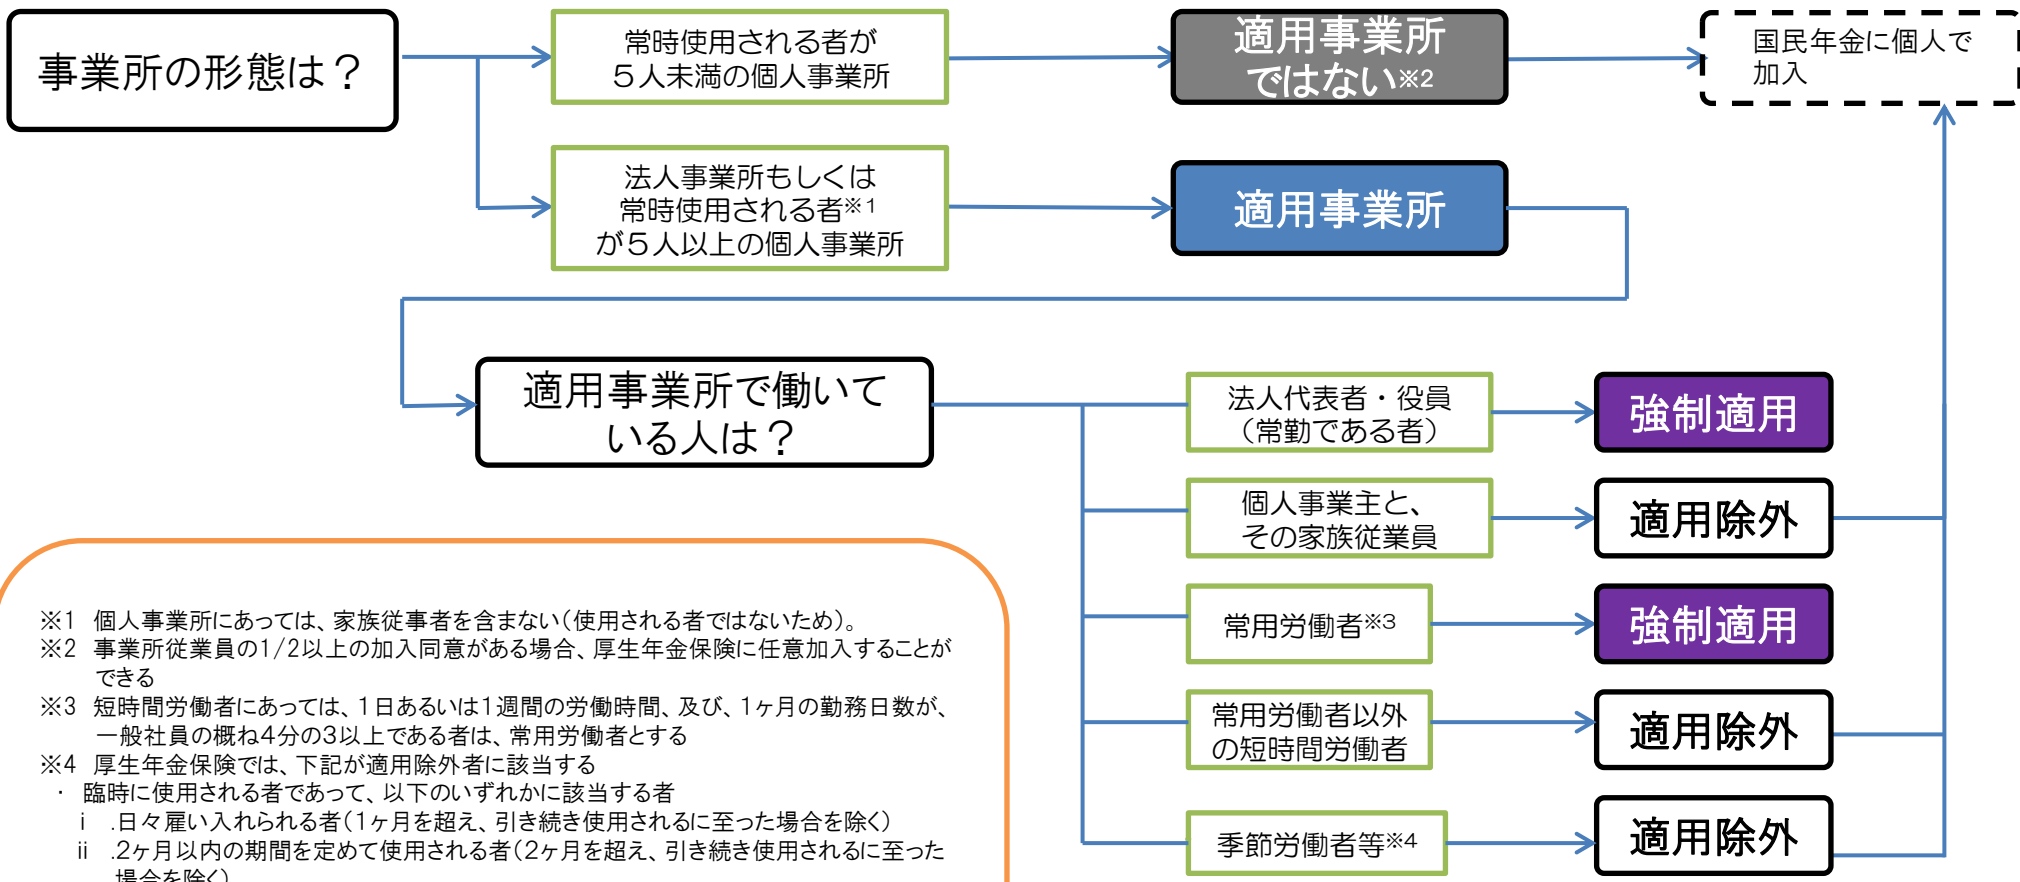 事業所の形態は？
常時使用される者が
５人未満の個人事業所
適用事業所
ではない※2
国民年金に個人で
加入
法人事業所もしくは
常時使用される者※1
が５人以上の個人事業所
適用事業所
適用事業所で働いて
いる人は？
法人代表者・役員
（常勤である者）
強制適用
個人事業主と、
その家族従業員
適用除外
常用労働者※3
強制適用
常用労働者以外
の短時間労働者
適用除外
季節労働者等※4
適用除外
※1 個人事業所にあっては、家族従事者を含まない（使用される者ではないため）。
※2 事業所従業員の1/2以上の加入同意がある場合、厚生年金保険に任意加入することが
できる
※3 短時間労働者にあっては、1日あるいは1週間の労働時間、及び、1ヶ月の勤務日数が、
一般社員の概ね4分の3以上である者は、常用労働者とする
※4 厚生年金保険では、下記が適用除外者に該当する
・ 臨時に使用される者であって、以下のいずれかに該当する者
ⅰ .日々雇い入れられる者（1ヶ月を超え、引き続き使用されるに至った場合を除く）
ⅱ .2ヶ月以内の期間を定めて使用される者（2ヶ月を超え、引き続き使用されるに至った
場合を除く）